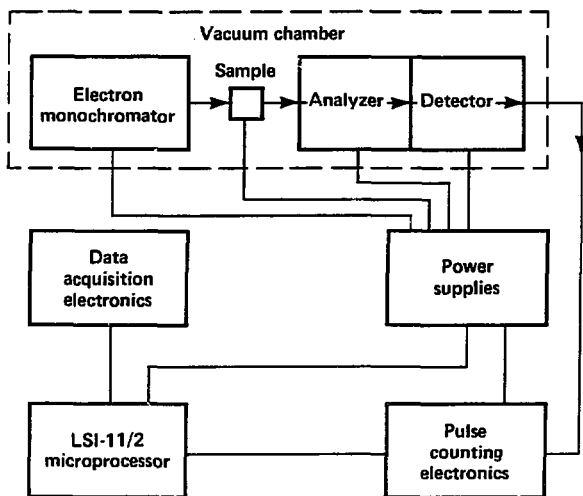 Vacuum chamber
Sample
Electron
monochromator
Analyzer
Detector
Data
acquisition
electronics
Power
supplies
LSI-11/2
microprocessor
Pulse
counting
electronics